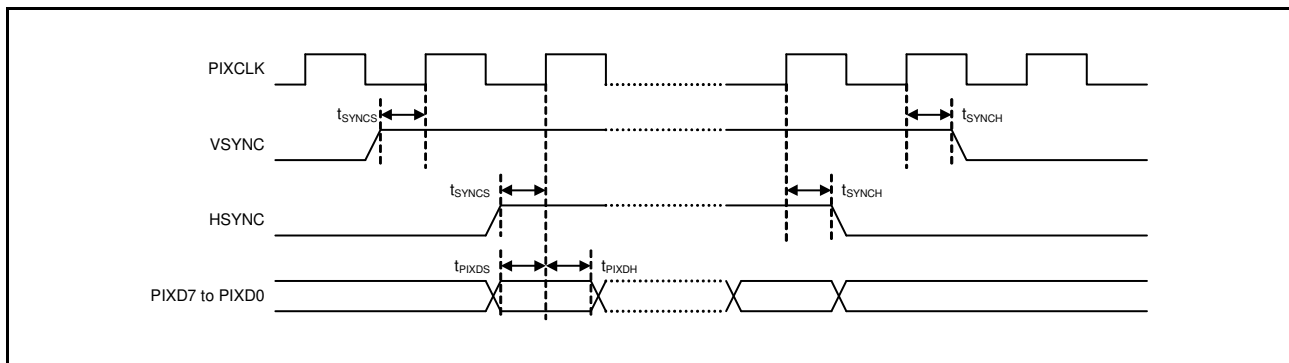 PIXCLK
tSYNCS
tSYNCH
VSYNC
tSYNCS
tSYNCH
HSYNC
tPIXDS
tPIXDH
PIXD7 to PIXD0